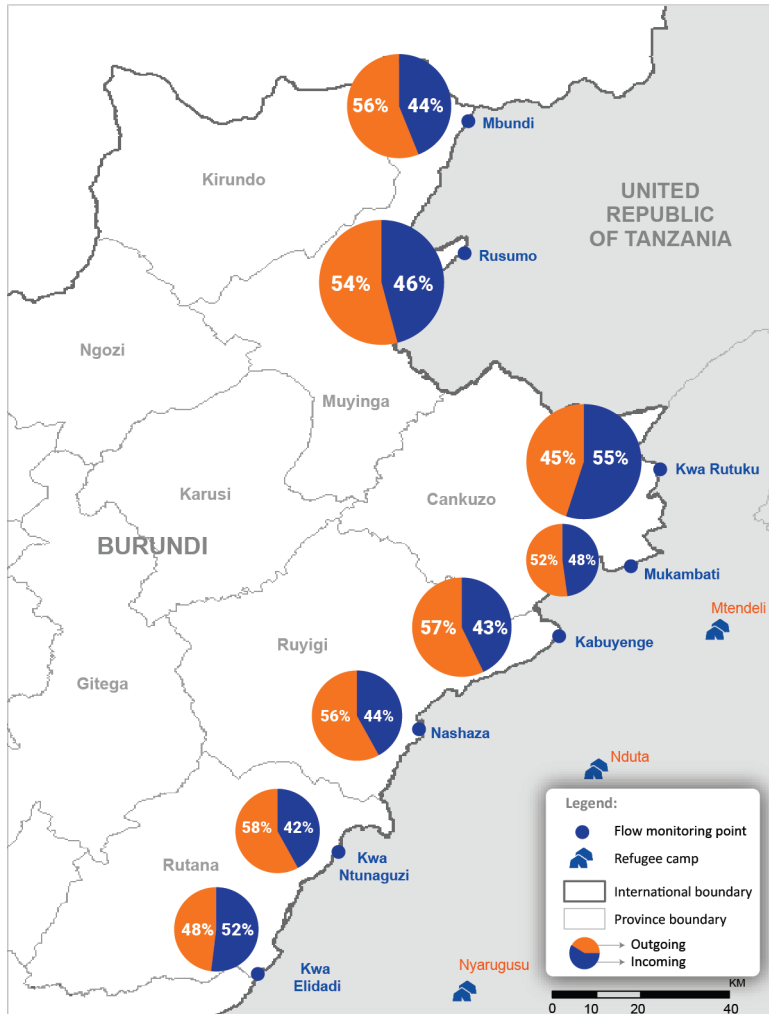 56%
44%
Mbundi
Kirundo
UNITED
REPUBLIC
OF TANZANIA
Rusumo
54%
46%
Ngozi
Muyinga
45%
55%
Kwa Rutuku
Karusi
Cankuzo
BURUNDI
52%
48%
Mukambati
Mtendeli
57%
43%
Kabuyenge
Ruyigi
Gitega
56%
44%
Nashaza
Nduta
58%
42%
Kwa
Ntunaguzi
Rutana
48%
52%
Kwa
Elidadi
Nyarugusu
Legend:
Flow monitoring point
Refugee camp
International boundary
Province boundary
Outgoing
Incoming
KM
0 10 20 40